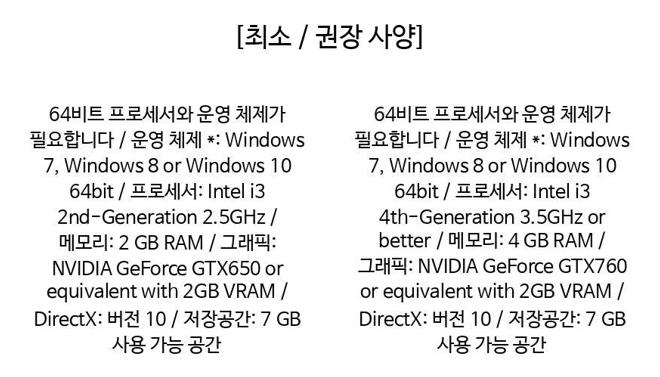 [최소 / 권장 사양]
64비트 프로세서와 운영 체제가
필요합니다 / 운영 체제 *: Windows
7, Windows 8 or Windows 10
64bit / 프로세서: Intel i3
2nd-Generation 2.5GHz /
메모리: 2 GB RAM / 그래픽:
NVIDIA GeForce GTX650 or
equivalent with 2GB VRAM /
DirectX: 버전 10 / 저장공간: 7 GB
사용 가능 공간
64비트 프로세서와 운영 체제가
필요합니다 / 운영 체제 *: Windows
7, Windows 8 or Windows 10
64bit / 프로세서: Intel i3
4th-Generation 3.5GHz or
better / 메모리: 4 GB RAM /
그래픽: NVIDIA GeForce GTX760
or equivalent with 2GB VRAM /
DirectX: 버전 10 / 저장공간: 7 GB
사용 가능 공간